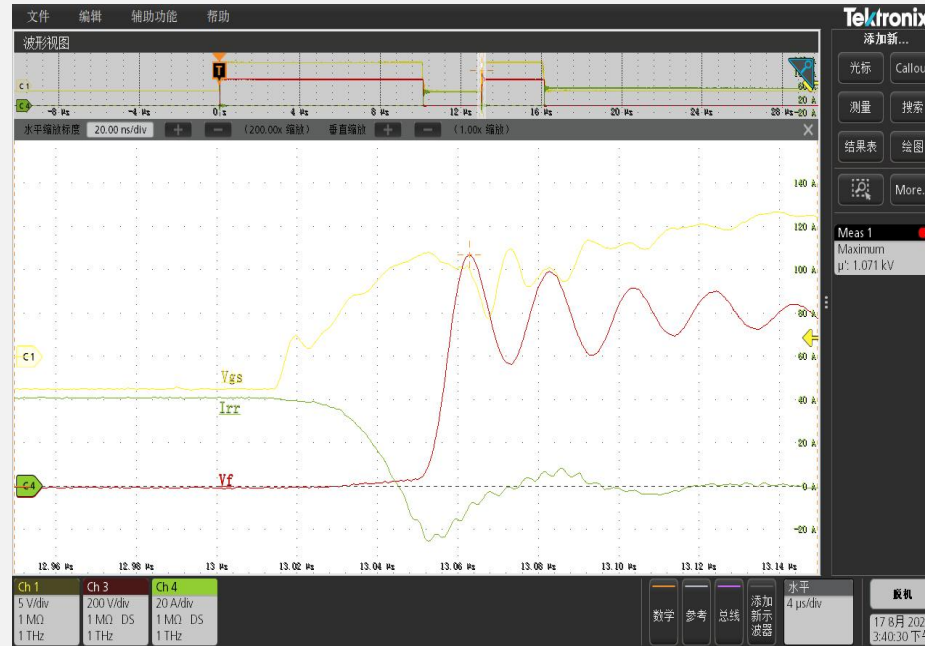 文件 编辑 辅助功能 帮助
Tektronix
波形视图
添加新...
C1
T
C4
20 A
-8 µs -4 µs 0 s 4 µs 8 µs 12 µs 16 µs 20 µs 24 µs 28 µs -20 A
水平缩放标度 20.00 ns/div + − (200.00x 缩放) 垂直缩放 + − (1.00x 缩放) X
光标 Callou
测量 搜索
结果表 绘图
More.
140 A
120 A
100 A
80 A
60 A
40 A
20 A
0 A
-20 A
Meas 1
Maximum
µ': 1.071 kV
C1
Vgs
Irr
Vf
C4
12.96 µs 12.98 µs 13 µs 13.02 µs 13.04 µs 13.06 µs 13.08 µs 13.10 µs 13.12 µs 13.14 µs
Ch 1
5 V/div
1 MΩ
1 THz
Ch 3
200 V/div
1 MΩ DS
1 THz
Ch 4
20 A/div
1 MΩ DS
1 THz
数学 参考 总线 添加新示波器
水平
4 µs/div
脱机
17 8月 202
3:40:30 下午